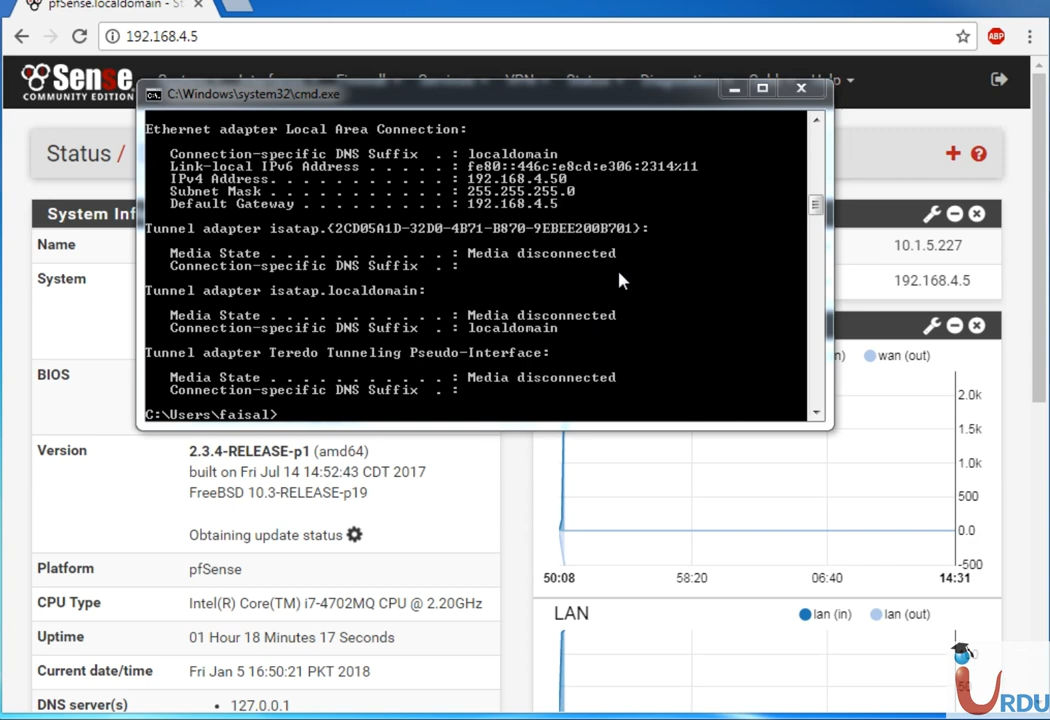 pfSense.localdomain - St
192.168.4.5
ABP
Sense
COMMUNITY EDITION
Help
C:\Windows\system32\cmd.exe
Status /
Ethernet adapter Local Area Connection:
Connection-specific DNS Suffix . : localdomain
Link-local IPv6 Address . . . . . : fe80::446c:e8cd:e306:2314%11
IPv4 Address. . . . . . . . . . . : 192.168.4.50
Subnet Mask . . . . . . . . . . . : 255.255.255.0
Default Gateway . . . . . . . . . : 192.168.4.5
Tunnel adapter isatap.{2CD05A1D-32D0-4B71-B870-9EBEE200B701}:
Media State . . . . . . . . . . . : Media disconnected
Connection-specific DNS Suffix . :
Tunnel adapter isatap.localdomain:
Media State . . . . . . . . . . . : Media disconnected
Connection-specific DNS Suffix . : localdomain
Tunnel adapter Teredo Tunneling Pseudo-Interface:
Media State . . . . . . . . . . . : Media disconnected
Connection-specific DNS Suffix . :
C:\Users\faisal>
System Inf
Name
System
BIOS
Version
2.3.4-RELEASE-p1 (amd64)
built on Fri Jul 14 14:52:43 CDT 2017
FreeBSD 10.3-RELEASE-p19
Obtaining update status
Platform
pfSense
CPU Type
Intel(R) Core(TM) i7-4702MQ CPU @ 2.20GHz
Uptime
01 Hour 18 Minutes 17 Seconds
Current date/time
Fri Jan 5 16:50:21 PKT 2018
DNS server(s)
• 127.0.0.1
10.1.5.227
192.168.4.5
n) wan (out)
2.0k
1.5k
1.0k
500
0.0
-500
50:08 58:20 06:40 14:31
LAN
lan (in) lan (out)
URDU